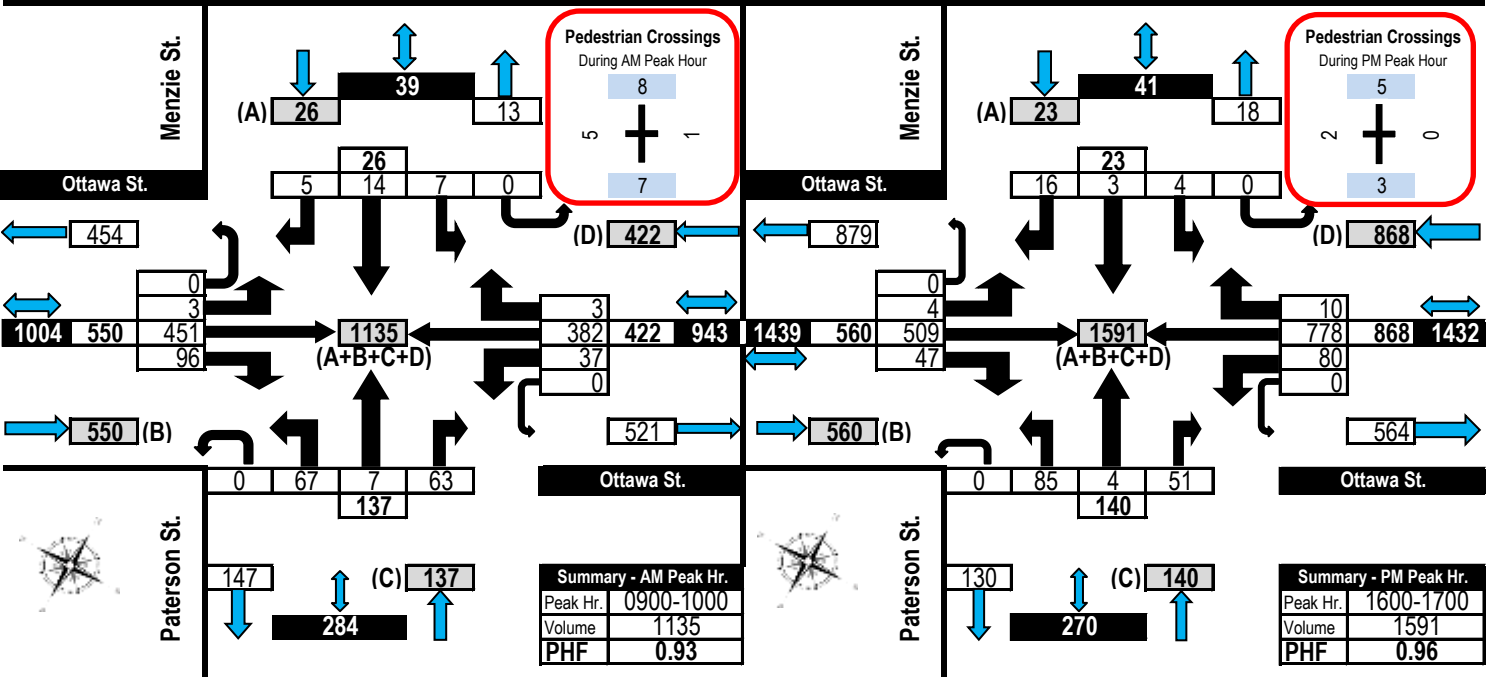 Menzie St.
39
(A) 26
13
Pedestrian Crossings
During AM Peak Hour
8
5
1
7
26
5 14 7 0
Ottawa St.
454
(D) 422
0
3
1004 550 451
96
1135
(A+B+C+D)
3
382 422 943
37
0
550 (B)
521
0 67 7 63
137
Ottawa St.
Paterson St.
147
(C) 137
284
Summary - AM Peak Hr.
Peak Hr. 0900-1000
Volume 1135
PHF 0.93
Menzie St.
41
(A) 23
18
Pedestrian Crossings
During PM Peak Hour
5
2
0
3
23
16 3 4 0
Ottawa St.
879
(D) 868
0
4
1439 560 509
47
1591
(A+B+C+D)
10
778 868 1432
80
0
560 (B)
564
0 85 4 51
140
Ottawa St.
Paterson St.
130
(C) 140
270
Summary - PM Peak Hr.
Peak Hr. 1600-1700
Volume 1591
PHF 0.96